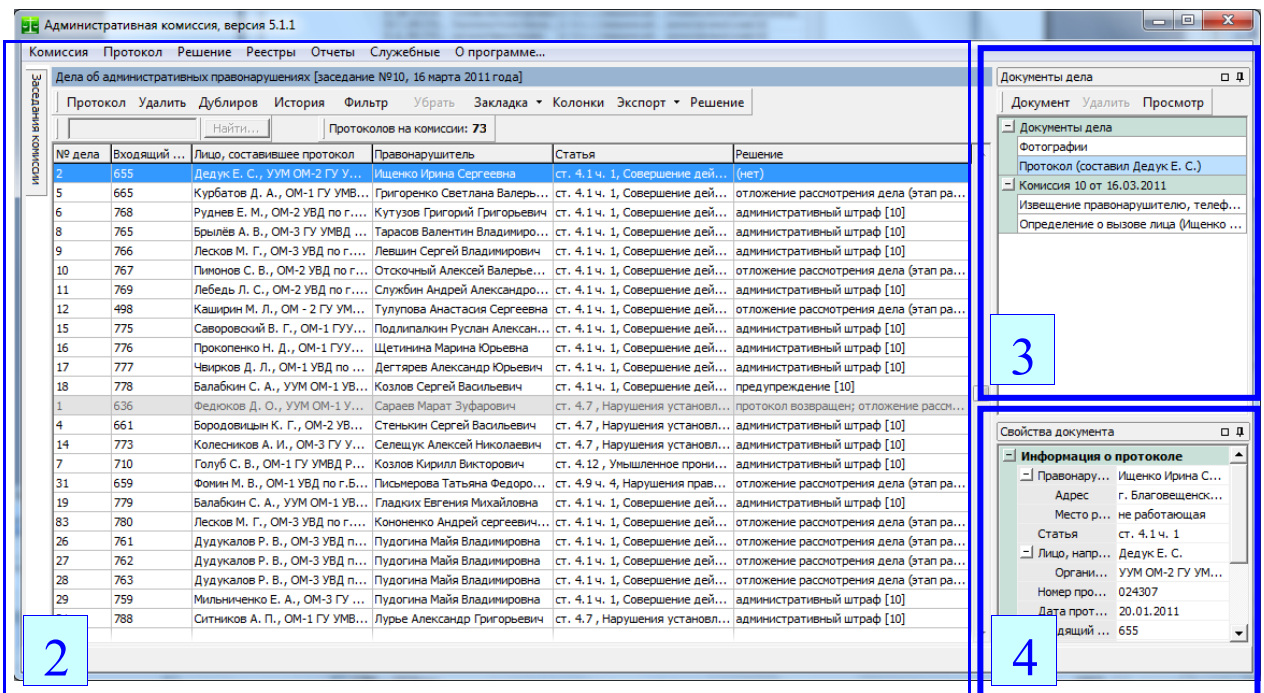 Административная комиссия, версия 5.1.1
Комиссия Протокол Решение Реестры Отчеты Служебные О программе...
Заседания комиссии
Дела об административных правонарушениях [заседание №10, 16 марта 2011 года]
Протокол Удалить Дублиров История Фильтр Убрать Закладка Колонки Экспорт Решение
Найти... Протоколов на комиссии: 73
№ дела Входящий ... Лицо, составившее протокол Правонарушитель Статья Решение
2 655 Дедук Е. С., УУМ ОМ-2 ГУ У... Ищенко Ирина Сергеевна ст. 4.1 ч. 1, Совершение дей... (нет)
5 665 Курбатов Д. А., ОМ-1 ГУ УМВ... Григоренко Светлана Валерь... ст. 4.1 ч. 1, Совершение дей... отложение рассмотрения дела (этап ра...
6 768 Руднев Е. М., ОМ-2 УВД по г.... Кутузов Григорий Григорьевич ст. 4.1 ч. 1, Совершение дей... административный штраф [10]
8 765 Брылёв А. В., ОМ-3 ГУ УМВД ... Тарасов Валентин Владимиро... ст. 4.1 ч. 1, Совершение дей... административный штраф [10]
9 766 Лесков М. Г., ОМ-3 УВД по г.... Левшин Сергей Владимирович ст. 4.1 ч. 1, Совершение дей... административный штраф [10]
10 767 Пимонов С. В., ОМ-2 УВД по г... Отскочный Алексей Валерье... ст. 4.1 ч. 1, Совершение дей... отложение рассмотрения дела (этап ра...
11 769 Лебедь Л. С., ОМ-2 УВД по г.... Службин Андрей Александро... ст. 4.1 ч. 1, Совершение дей... административный штраф [10]
12 498 Каширин М. Л., ОМ - 2 ГУ УМ... Тулупова Анастасия Сергеевна ст. 4.1 ч. 1, Совершение дей... отложение рассмотрения дела (этап ра...
15 775 Саворовский В. Г., ОМ-1 ГУУ... Подлипалкин Руслан Алексан... ст. 4.1 ч. 1, Совершение дей... административный штраф [10]
16 776 Прокопенко Н. Д., ОМ-1 ГУУ... Щетинина Марина Юрьевна ст. 4.1 ч. 1, Совершение дей... административный штраф [10]
17 777 Чвирков Д. Л., ОМ-1 УВД по ... Дегтярев Александр Юрьевич ст. 4.1 ч. 1, Совершение дей... административный штраф [10]
18 778 Балабкин С. А., УУМ ОМ-1 УВ... Козлов Сергей Васильевич ст. 4.1 ч. 1, Совершение дей... предупреждение [10]
1 636 Федюков Д. О., УУМ ОМ-1 У... Сараев Марат Зуфарович ст. 4.7 , Нарушения установл... протокол возвращен; отложение рассм...
4 661 Бородовицын К. Г., ОМ-2 УВ... Стенькин Сергей Васильевич ст. 4.7 , Нарушения установл... административный штраф [10]
14 773 Колесников А. И., ОМ-3 ГУ У... Селещук Алексей Николаевич ст. 4.7 , Нарушения установл... административный штраф [10]
7 710 Голуб С. В., ОМ-1 ГУ УМВД Р... Козлов Кирилл Викторович ст. 4.12 , Умышленное прони... административный штраф [10]
31 659 Фомин М. В., ОМ-1 УВД по г.Б... Письмерова Татьяна Федоро... ст. 4.9 ч. 4, Нарушения прав... отложение рассмотрения дела (этап ра...
19 779 Балабкин С. А., УУМ ОМ-1 УВ... Гладких Евгения Михайловна ст. 4.1 ч. 1, Совершение дей... административный штраф [10]
83 780 Лесков М. Г., ОМ-3 УВД по г.... Кононенко Андрей сергеевич... ст. 4.1 ч. 1, Совершение дей... отложение рассмотрения дела (этап ра...
26 761 Дудукалов Р. В., ОМ-3 УВД п... Пудогина Майя Владимировна ст. 4.1 ч. 1, Совершение дей... отложение рассмотрения дела (этап ра...
27 762 Дудукалов Р. В., ОМ-3 УВД п... Пудогина Майя Владимировна ст. 4.1 ч. 1, Совершение дей... отложение рассмотрения дела (этап ра...
28 763 Дудукалов Р. В., ОМ-3 УВД п... Пудогина Майя Владимировна ст. 4.1 ч. 1, Совершение дей... отложение рассмотрения дела (этап ра...
29 759 Мильниченко Е. А., ОМ-3 ГУ ... Пудогина Майя Владимировна ст. 4.1 ч. 1, Совершение дей... административный штраф [10]
788 Ситников А. П., ОМ-1 ГУ УМВ... Лурье Александр Григорьевич ст. 4.7 , Нарушения установл... административный штраф [10]
2
Документы дела
Документ Удалить Просмотр
Документы дела
Фотографии
Протокол (составил Дедук Е. С.)
Комиссия 10 от 16.03.2011
Извещение правонарушителю, телеф...
Определение о вызове лица (Ищенко ...
3
Свойства документа
Информация о протоколе
Правонару... Ищенко Ирина С...
Адрес г. Благовещенск...
Место р... не работающая
Статья ст. 4.1 ч. 1
Лицо, напр... Дедук Е. С.
Органи... УУМ ОМ-2 ГУ УМ...
Номер про... 024307
Дата прот... 20.01.2011
655
4